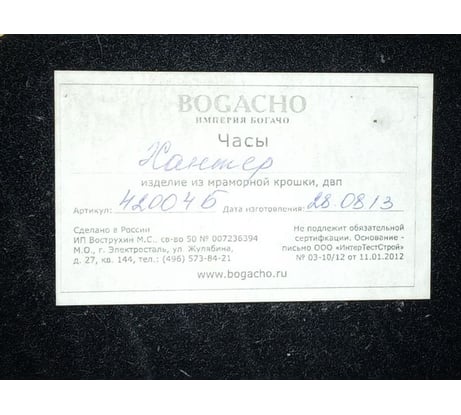 BOGACHO
ИМПЕРИЯ БОГАЧО
Часы
Хантер
изделие из мраморной крошки, двп
Артикул: 42004б Дата изготовления: 28.08.13
Сделано в России
ИП Вострухин М.С., св-во 50 № 007236394
М.О., г. Электросталь, ул. Жулябина,
д. 27, кв. 144, тел.: (496) 573-84-21
Не подлежит обязательной
сертифкации. Основание -
письмо ООО «ИнтерТестСтрой»
№ 03-10/12 от 11.01.2012
www.bogacho.ru